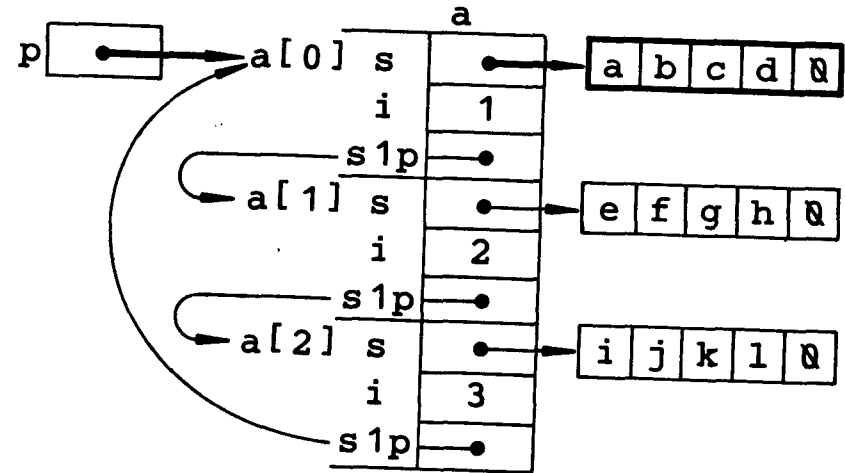 a
p a[0] s a b c d \0
i 1
s1p
a[1] s e f g h \0
i 2
s1p
a[2] s i j k l \0
i 3
s1p